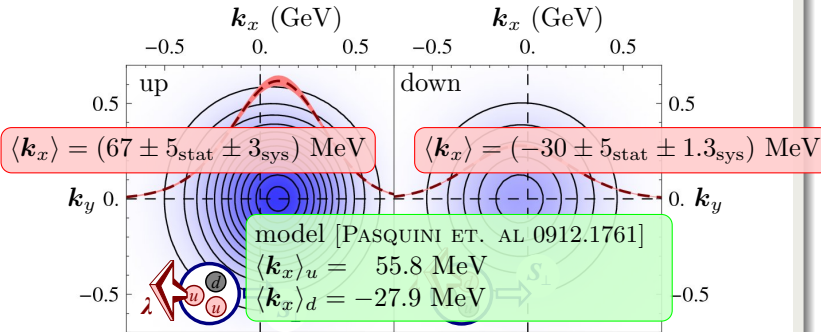 k_x (GeV) k_x (GeV)
−0.5 0. 0.5 −0.5 0. 0.5
up down
0.5 0.5
⟨k_x⟩ = (67 ± 5_stat ± 3_sys) MeV ⟨k_x⟩ = (−30 ± 5_stat ± 1.3_sys) MeV
k_y 0. 0. k_y
model [PASQUINI ET. AL 0912.1761]
⟨k_x⟩_u = 55.8 MeV
⟨k_x⟩_d = −27.9 MeV
−0.5 −0.5
d
u
u
λ
S_⊥